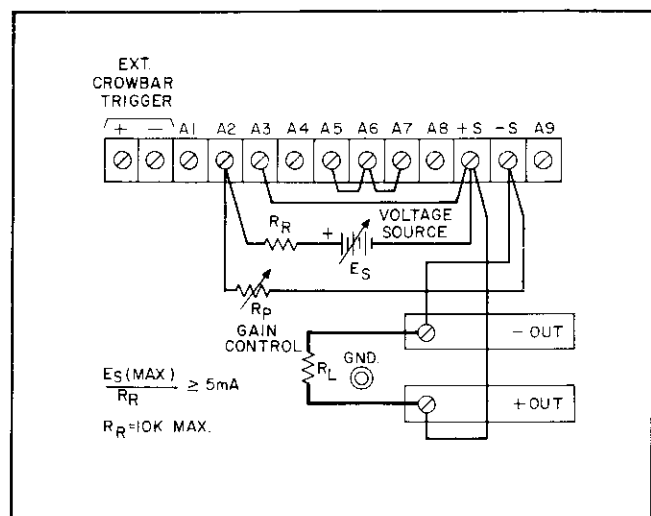 EXT.
CROWBAR
TRIGGER
+ − A1 A2 A3 A4 A5 A6 A7 A8 +S −S A9
RR + VOLTAGE
SOURCE
ES
RP
GAIN
CONTROL
− OUT
RL GND.
+ OUT
ES(MAX)
RR
≥ 5mA
RR=10K MAX.